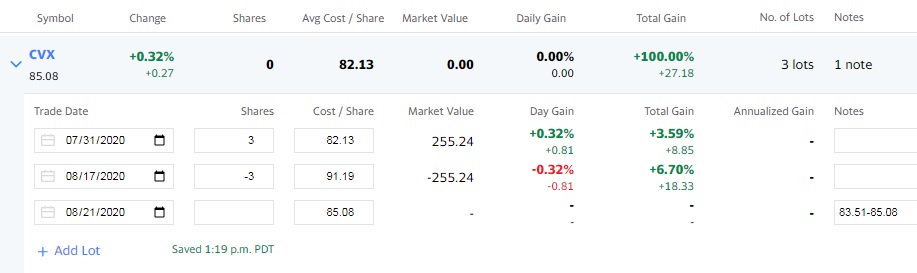 Symbol Change Shares Avg Cost / Share Market Value Daily Gain Total Gain No. of Lots Notes
CVX +0.32% 0 82.13 0.00 0.00% +100.00% 3 lots 1 note
85.08 +0.27 0.00 +27.18
Trade Date Shares Cost / Share Market Value Day Gain Total Gain Annualized Gain Notes
07/31/2020 3 82.13 255.24 +0.32% +3.59% -
+0.81 +8.85
08/17/2020 -3 91.19 -255.24 -0.32% +6.70% -
-0.81 +18.33
08/21/2020 85.08 - - - - 83.51-85.08
- -
+ Add Lot Saved 1:19 p.m. PDT